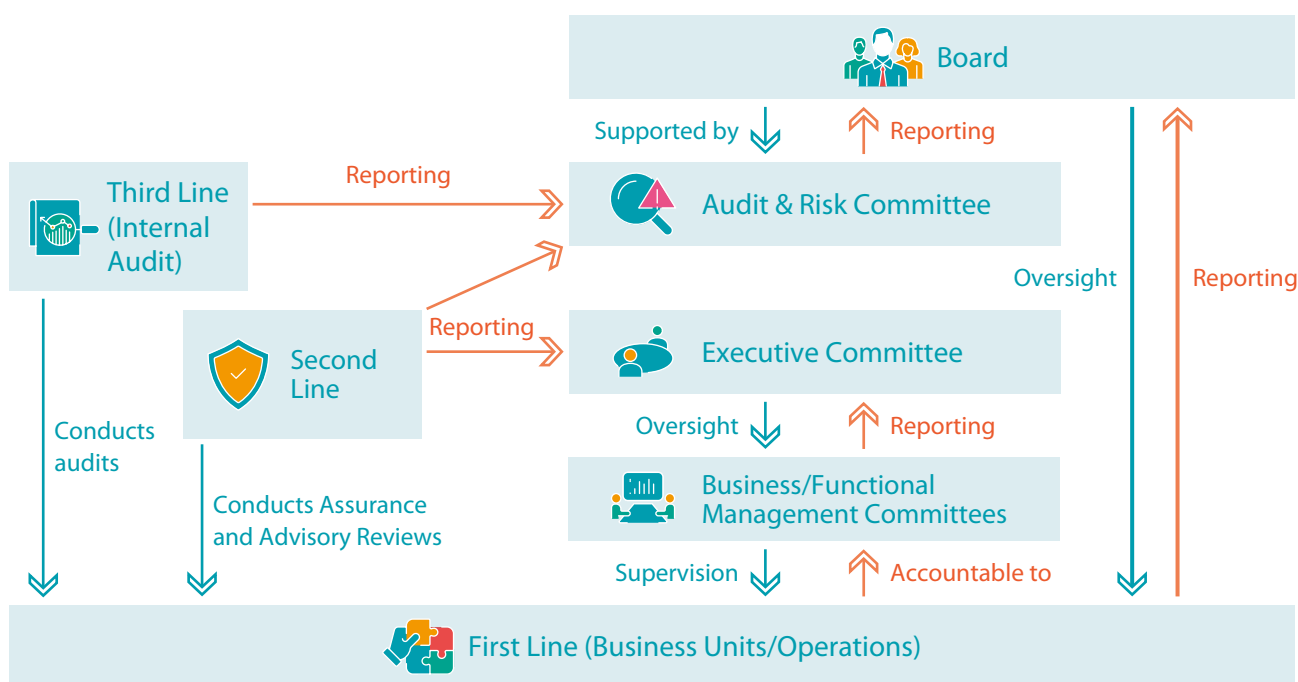 Board
Supported by
Reporting
Third Line
(Internal
Audit)
Reporting
Audit & Risk Committee
Oversight
Reporting
Second
Line
Reporting
Executive Committee
Conducts
audits
Oversight
Reporting
Conducts Assurance
and Advisory Reviews
Business/Functional
Management Committees
Supervision
Accountable to
First Line (Business Units/Operations)